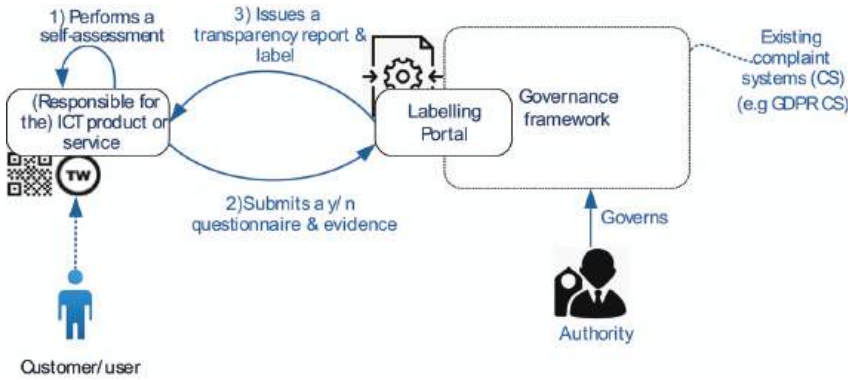 1) Performs a
self-assessment
3) Issues a
transparency report &
label
Existing
complaint
systems (CS)
(e.g GDPR CS)
(Responsible for
the) ICT product or
service
Labelling
Portal
Governance
framework
TW
2)Submits a y/n
questionnaire & evidence
Governs
Authority
Customer/user